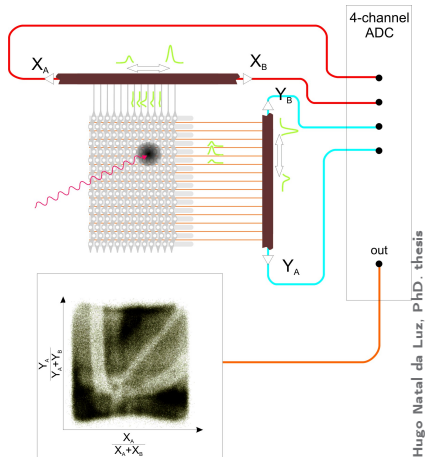 4-channel
ADC
X_A
X_B
Y_B
Y_A
out
Y_A
Y_A+Y_B
X_A
X_A+X_B
Hugo Natal da Luz, PhD. thesis